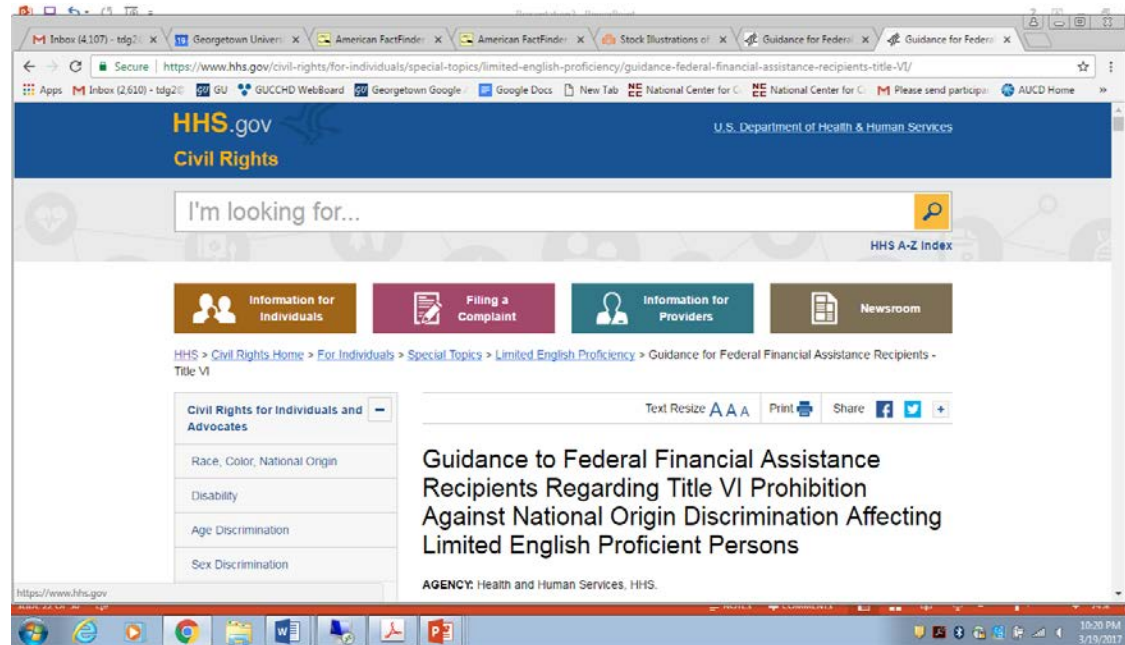 Inbox (4,107) - tdg2
Georgetown Univers
American FactFinder
American FactFinder
Stock Illustrations of
Guidance for Federa
Guidance for Federa
Secure | https://www.hhs.gov/civil-rights/for-individuals/special-topics/limited-english-proficiency/guidance-federal-financial-assistance-recipients-title-VI/
Apps Inbox (2,610) - tdg2 GU GUCCHD WebBoard Georgetown Google Google Docs New Tab National Center for C National Center for C Please send participa AUCD Home »
HHS.gov
U.S. Department of Health & Human Services
Civil Rights
I'm looking for...
HHS A-Z Index
Information for Individuals
Filing a Complaint
Information for Providers
Newsroom
HHS > Civil Rights Home > For Individuals > Special Topics > Limited English Proficiency > Guidance for Federal Financial Assistance Recipients -
Title VI
Civil Rights for Individuals and
Advocates
Race, Color, National Origin
Disability
Age Discrimination
Sex Discrimination
Text Resize A A A Print Share +
Guidance to Federal Financial Assistance
Recipients Regarding Title VI Prohibition
Against National Origin Discrimination Affecting
Limited English Proficient Persons
AGENCY: Health and Human Services, HHS.
https://www.hhs.gov
10:20 PM
3/19/2017